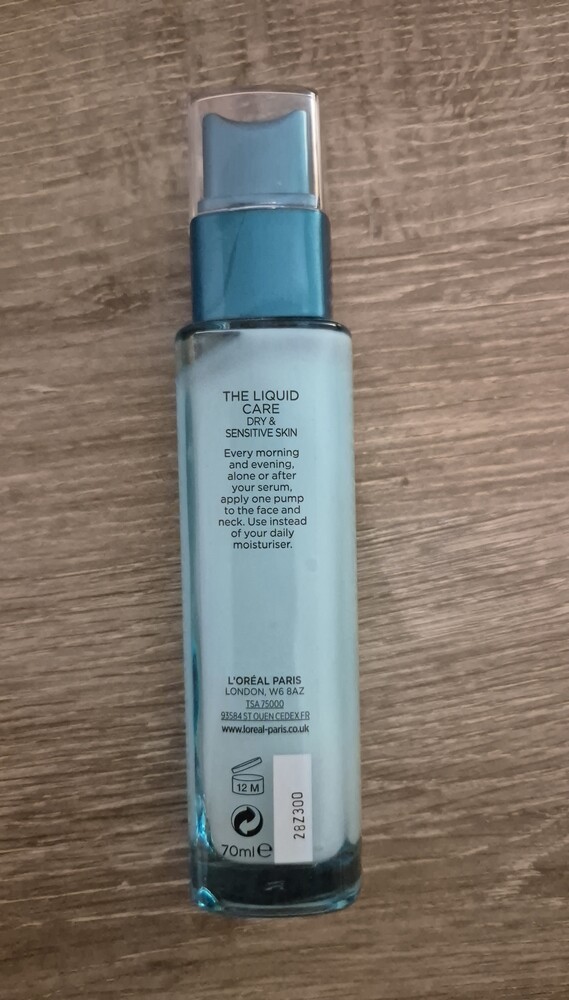 THE LIQUID
CARE
DRY &
SENSITIVE SKIN
Every morning
and evening,
alone or after
your serum,
apply one pump
to the face and
neck. Use instead
of your daily
moisturiser.
L'ORÉAL PARIS
LONDON, W6 8AZ
TSA 75000
93584 ST OUEN CEDEX FR
www.loreal-paris.co.uk
12 M
28Z300
70ml ℮